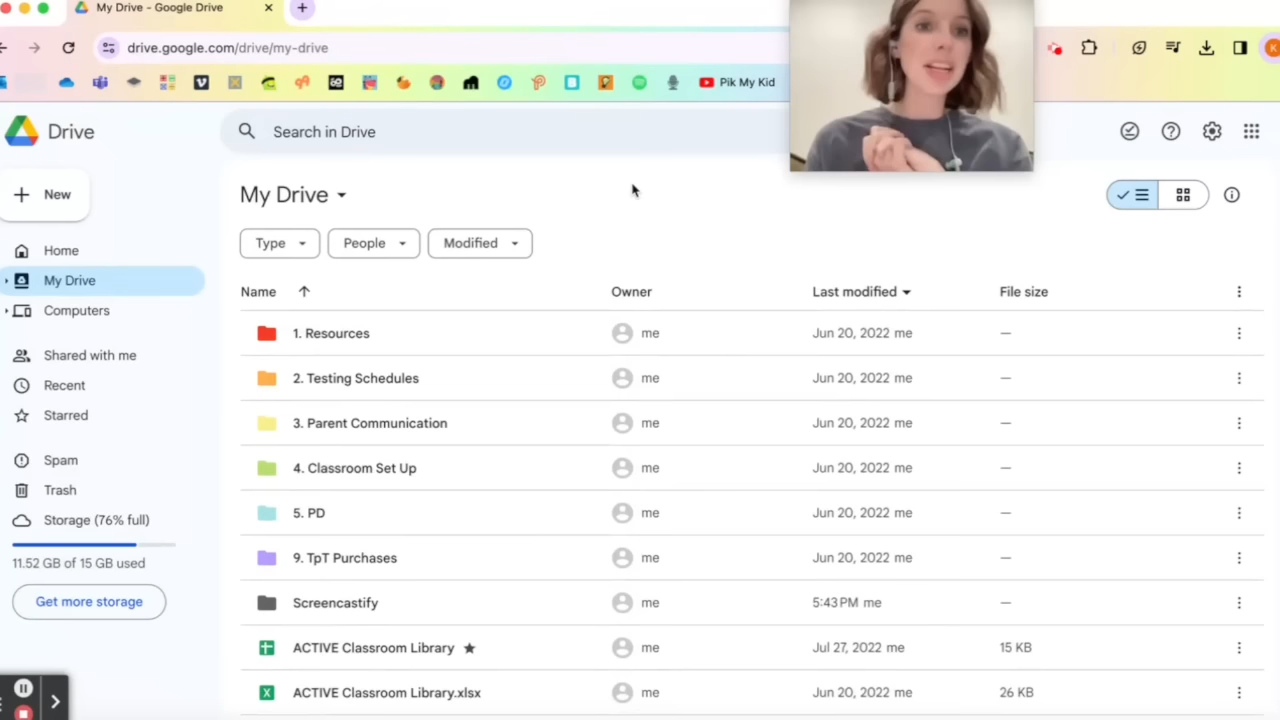 My Drive - Google Drive
drive.google.com/drive/my-drive
K
Pik My Kid
Drive
Search in Drive
New
My Drive
Type
People
Modified
Home
My Drive
Computers
Shared with me
Recent
Starred
Spam
Trash
Storage (76% full)
11.52 GB of 15 GB used
Get more storage
Name Owner Last modified File size
1. Resources me Jun 20, 2022 me —
2. Testing Schedules me Jun 20, 2022 me —
3. Parent Communication me Jun 20, 2022 me —
4. Classroom Set Up me Jun 20, 2022 me —
5. PD me Jun 20, 2022 me —
9. TpT Purchases me Jun 20, 2022 me —
Screencastify me 5:43 PM me —
ACTIVE Classroom Library me Jul 27, 2022 me 15 KB
ACTIVE Classroom Library.xlsx me Jun 20, 2022 me 26 KB